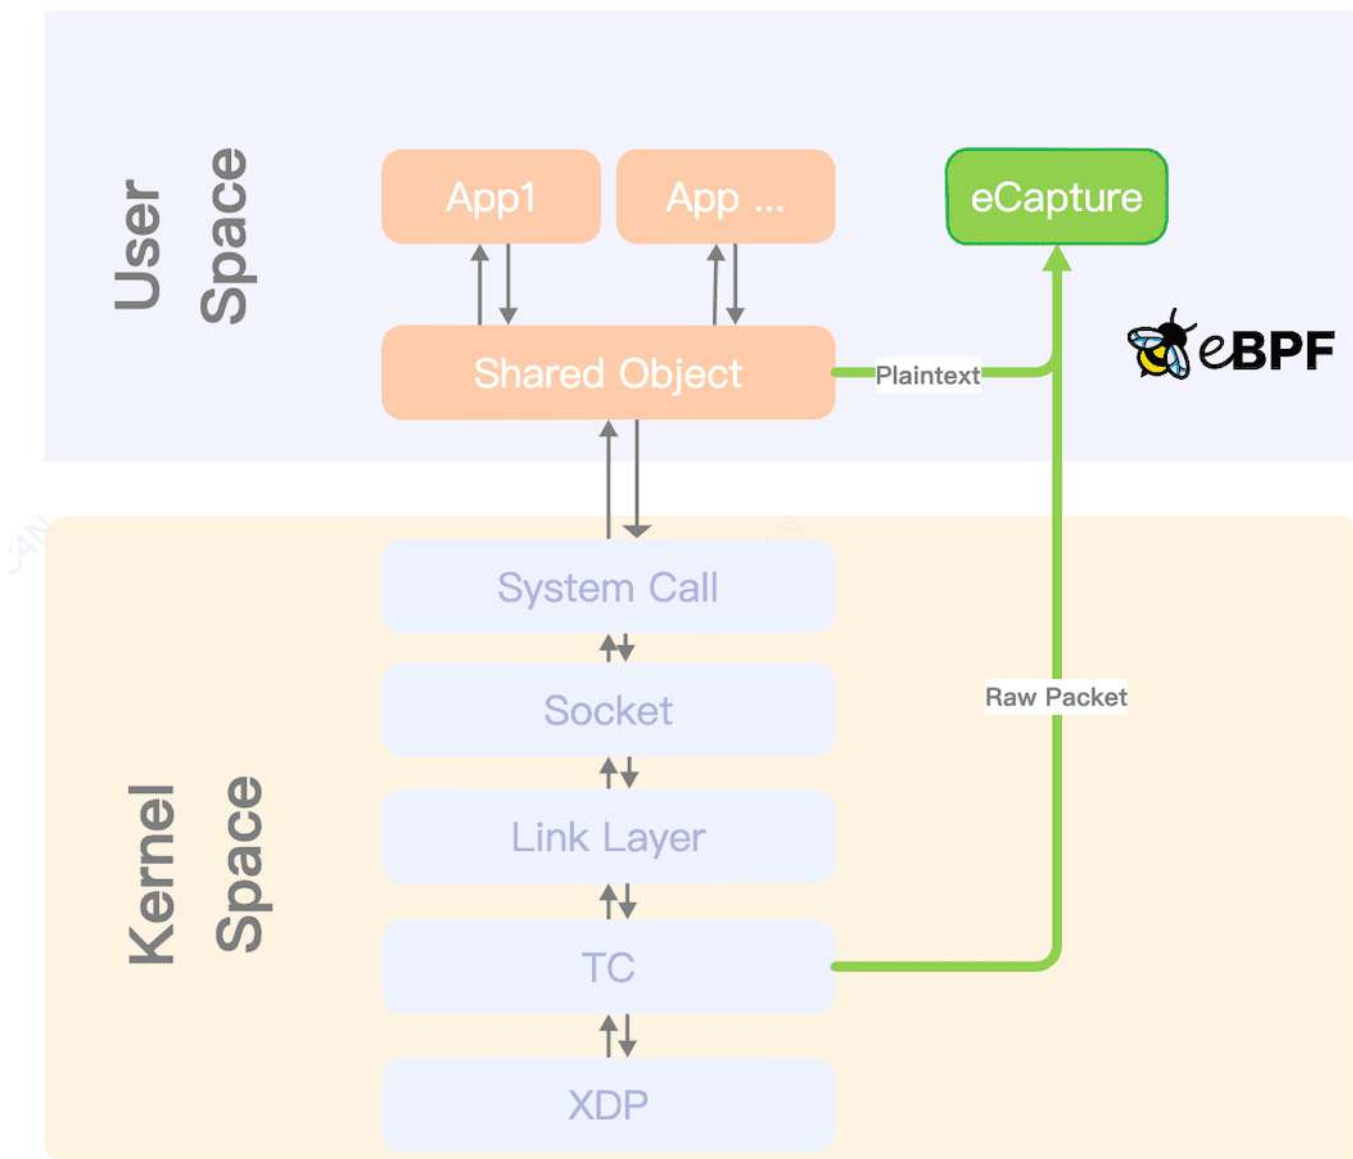 User
Space
App1
App ...
eCapture
Shared Object
Plaintext
eBPF
System Call
Socket
Raw Packet
Kernel
Space
Link Layer
TC
XDP